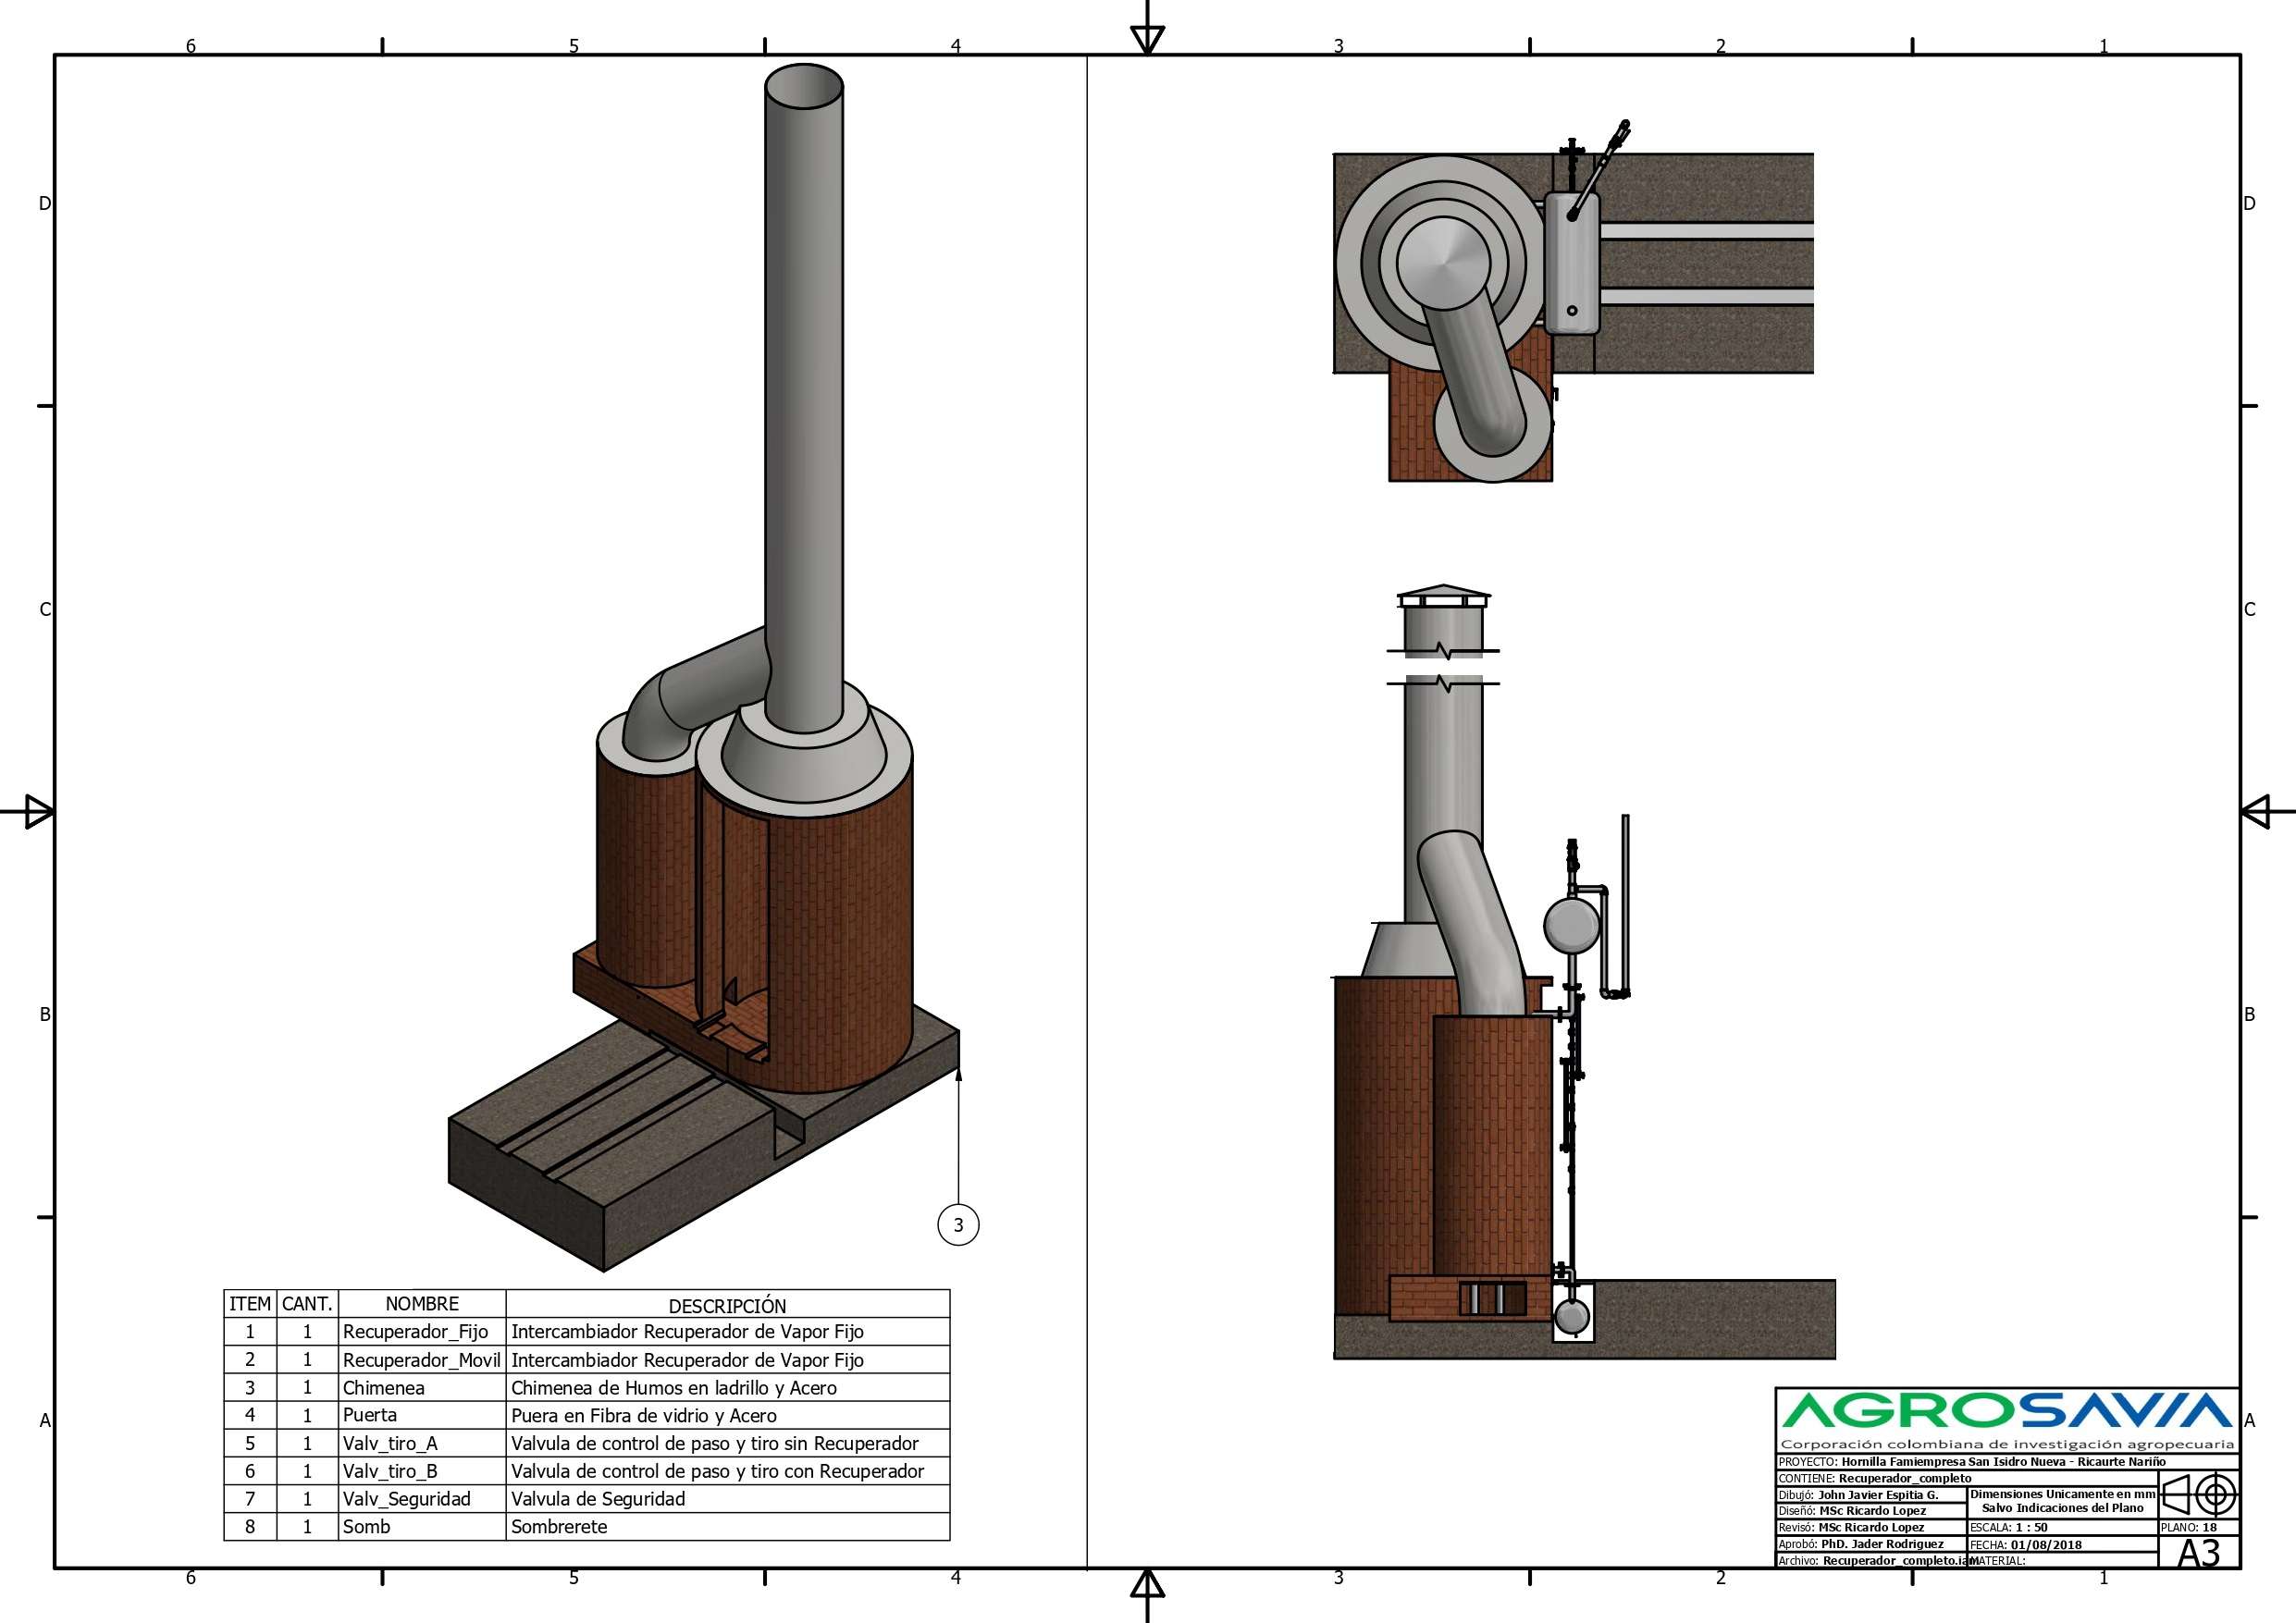 6 5 4 3 2 1
D D
C C
B B
A A
3
ITEM CANT. NOMBRE DESCRIPCIÓN
1 1 Recuperador_Fijo Intercambiador Recuperador de Vapor Fijo
2 1 Recuperador_Movil Intercambiador Recuperador de Vapor Fijo
3 1 Chimenea Chimenea de Humos en ladrillo y Acero
4 1 Puerta Puera en Fibra de vidrio y Acero
5 1 Valv_tiro_A Valvula de control de paso y tiro sin Recuperador
6 1 Valv_tiro_B Valvula de control de paso y tiro con Recuperador
7 1 Valv_Seguridad Valvula de Seguridad
8 1 Somb Sombrerete
AGROSAVIA
Corporación colombiana de investigación agropecuaria
PROYECTO: Hornilla Famiempresa San Isidro Nueva - Ricaurte Nariño
CONTIENE: Recuperador_completo
Dibujó: John Javier Espitia G.
Diseñó: MSc Ricardo Lopez
Dimensiones Unicamente en mm
Salvo Indicaciones del Plano
Revisó: MSc Ricardo Lopez ESCALA: 1 : 50 PLANO: 18
Aprobó: PhD. Jader Rodriguez FECHA: 01/08/2018
Archivo: Recuperador_completo.iam MATERIAL:
A3
6 5 4 3 2 1